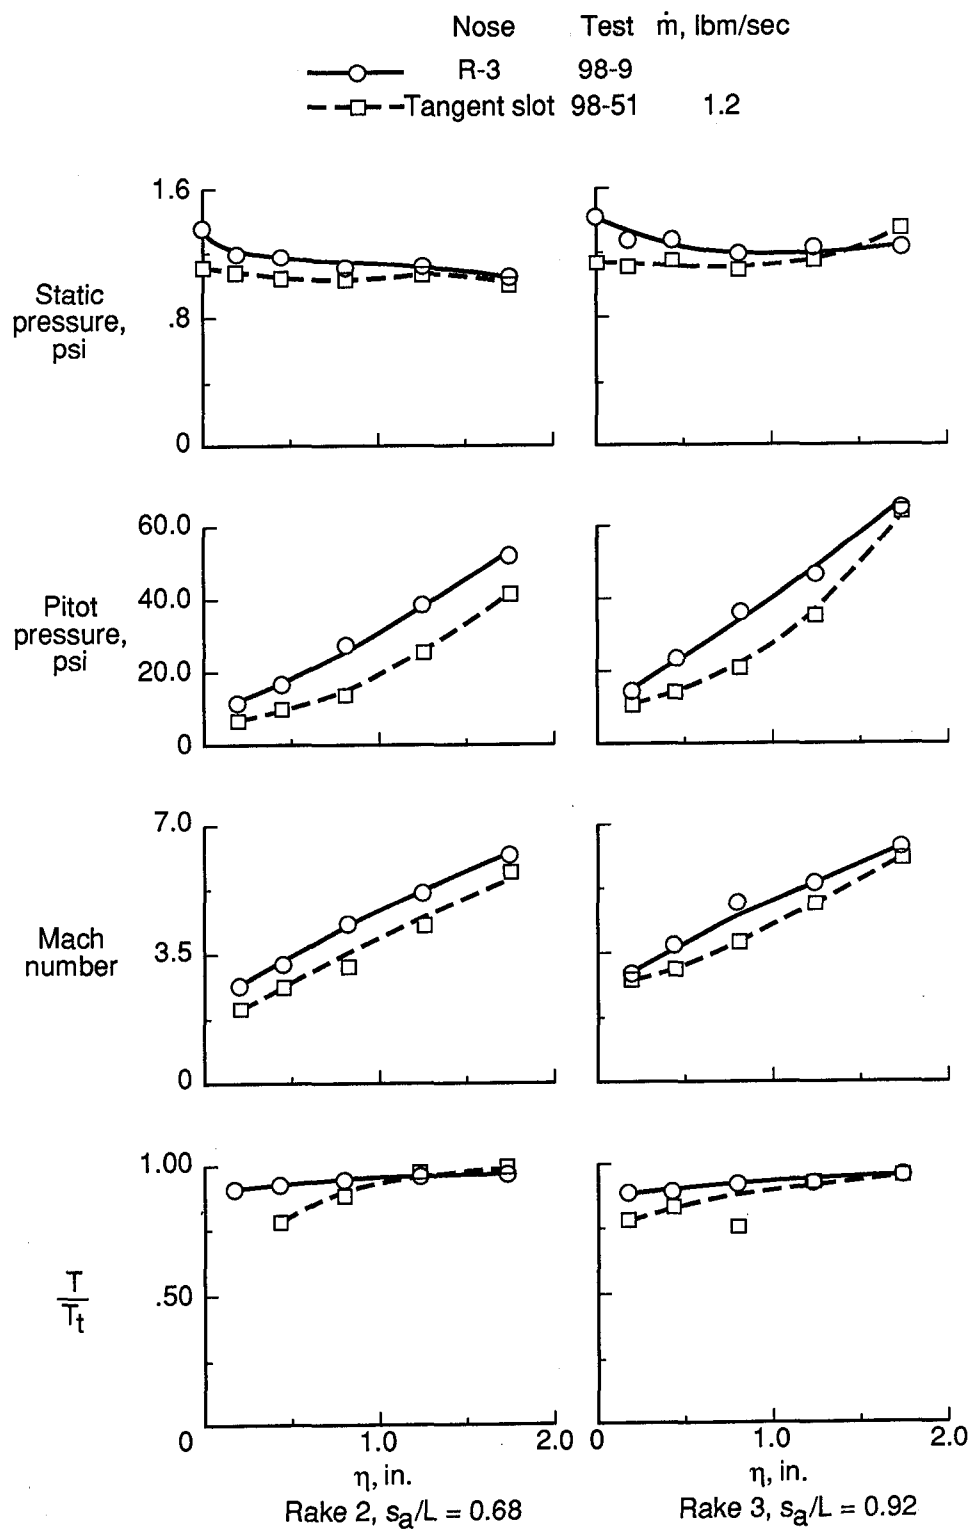 Nose Test ṁ, lbm/sec
R-3 98-9
Tangent slot 98-51 1.2
1.6
Static
pressure,
psi
.8
0
60.0
40.0
Pitot
pressure,
psi
20.0
0
7.0
Mach
number
3.5
0
1.00
T
Tt
.50
0 1.0 2.0
0 1.0 2.0
η, in.
η, in.
Rake 2, sa/L = 0.68
Rake 3, sa/L = 0.92